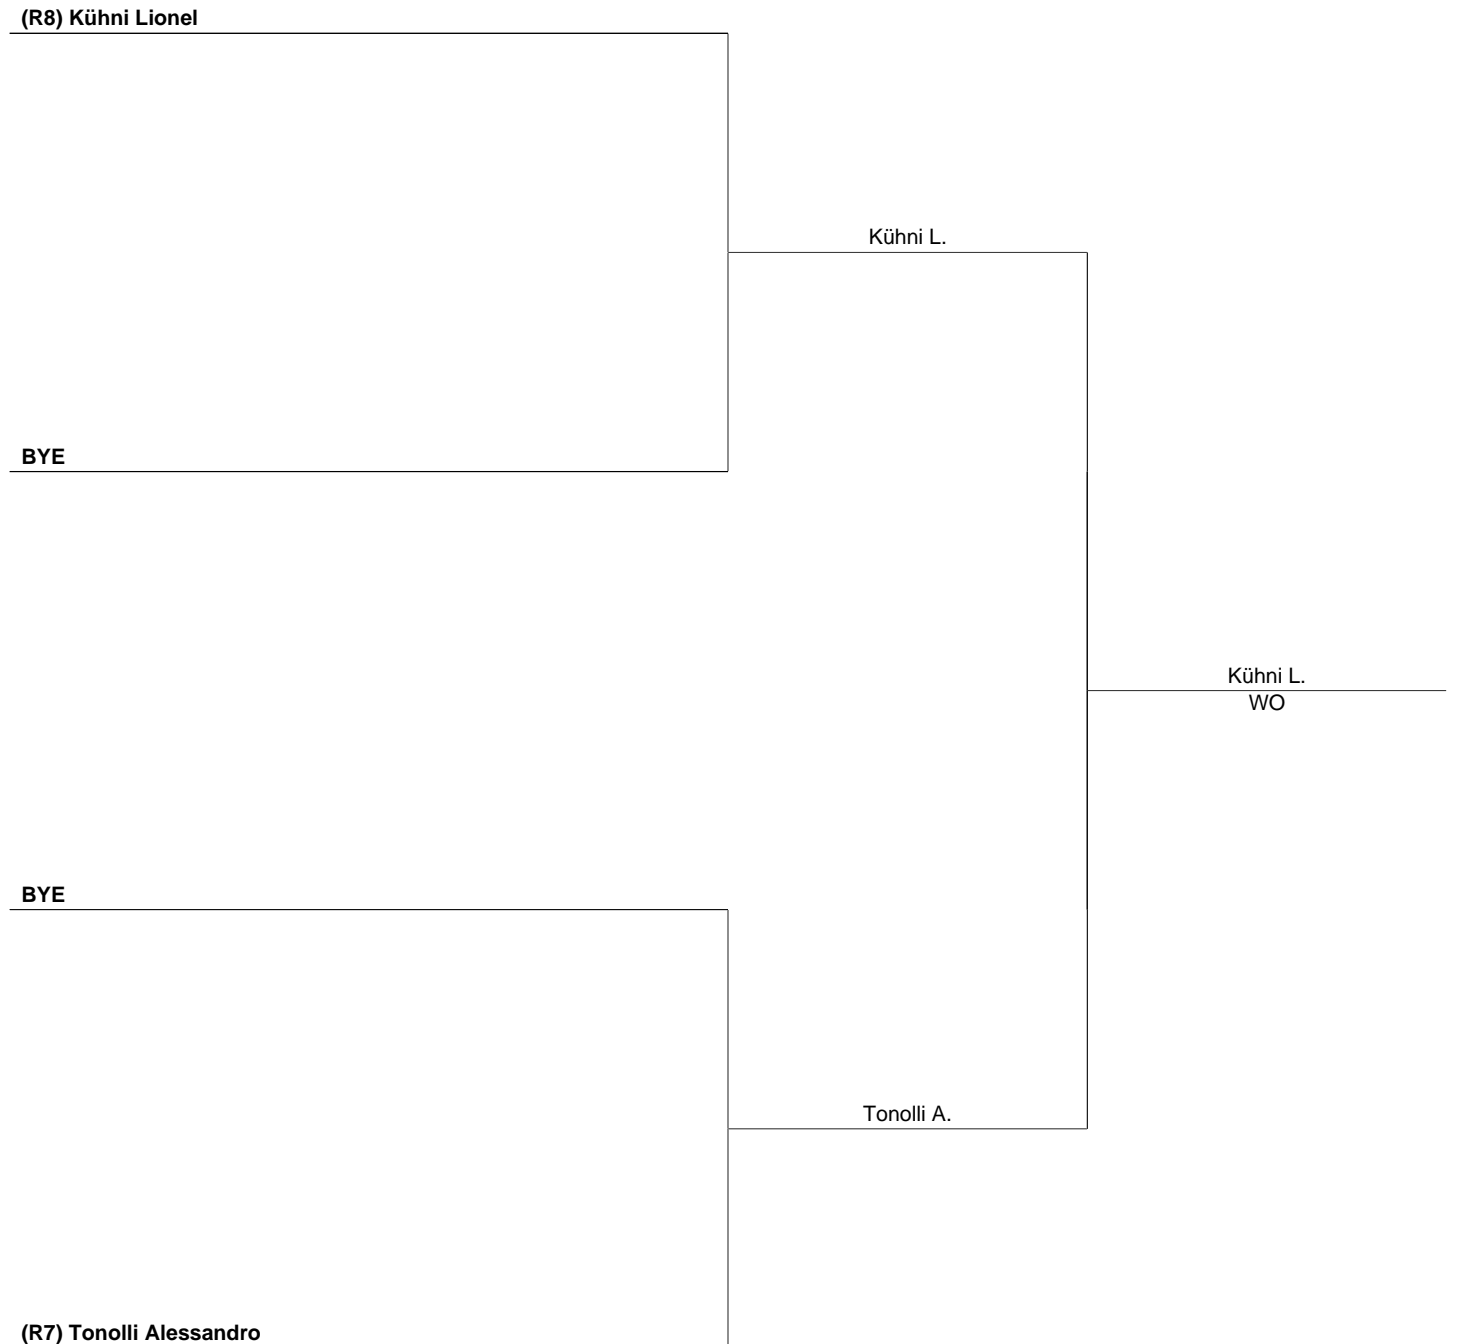 (R8) Kühni Lionel
Kühni L.
BYE
Kühni L.
WO
BYE
Tonolli A.
(R7) Tonolli Alessandro